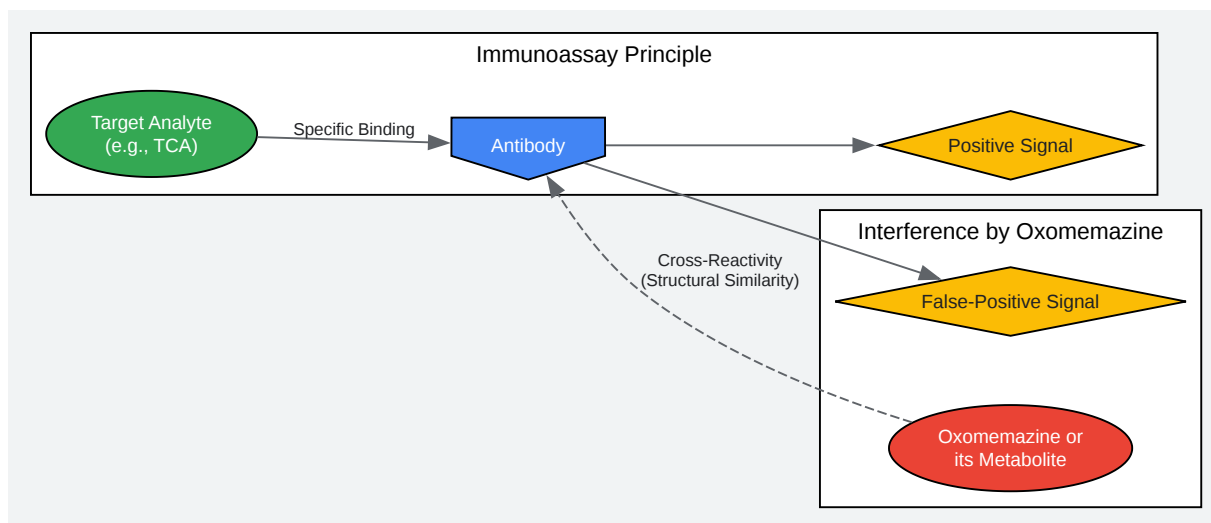 Immunoassay Principle
Target Analyte
(e.g., TCA)
Specific Binding
Antibody
Positive Signal
Interference by Oxomemazine
Cross-Reactivity
(Structural Similarity)
False-Positive Signal
Oxomemazine or
its Metabolite